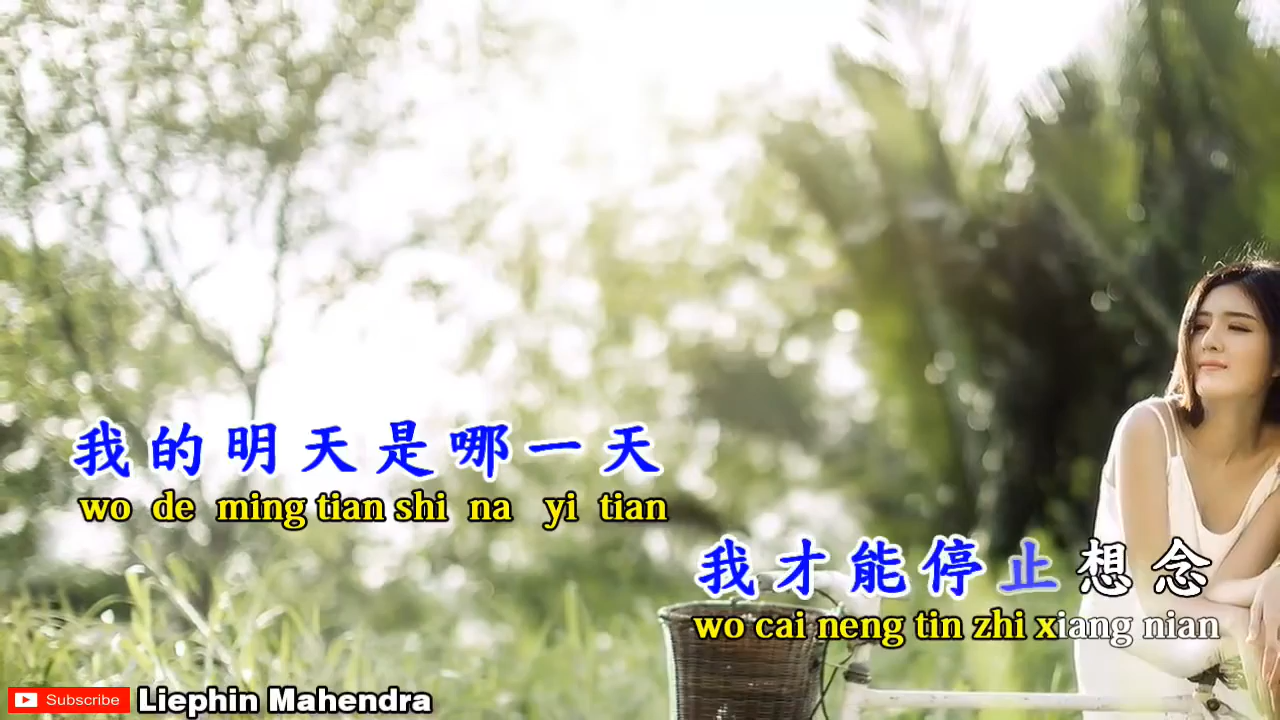 我的明天是哪一天
wo de ming tian shi na yi tian
我才能停止想念
wo cai neng tin zhi xiang nian
Subscribe
Liephin Mahendra